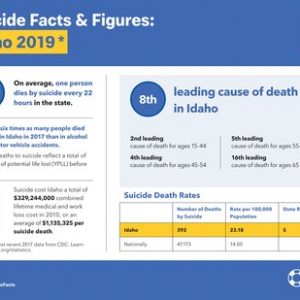 cide Facts & Figures:
ho 2019*
On average, one person
dies by suicide every 22
hours in the state.
six times as many people died
in Idaho in 2017 than in alcohol
tor vehicle accidents.
eaths to suicide reflect a total of
of potential life lost (YPLL) before
Suicide cost Idaho a total of
$329,244,000 combined
lifetime medical and work
loss cost in 2010, or an
average of $1,135,325 per
suicide death.
8th
leading cause of death
in Idaho
2nd leading
cause of death for ages 15-44
4th leading
cause of death for ages 45-54
5th leading
cause of death for ages 55
16th leading
cause of death for ages 65
Suicide Death Rates
Number of Deaths
by Suicide
Rate per 100,000
Population
State R
Idaho 392 23.18 5
Nationally 47,173 14.00
ost recent 2017 data from CDC. Learn